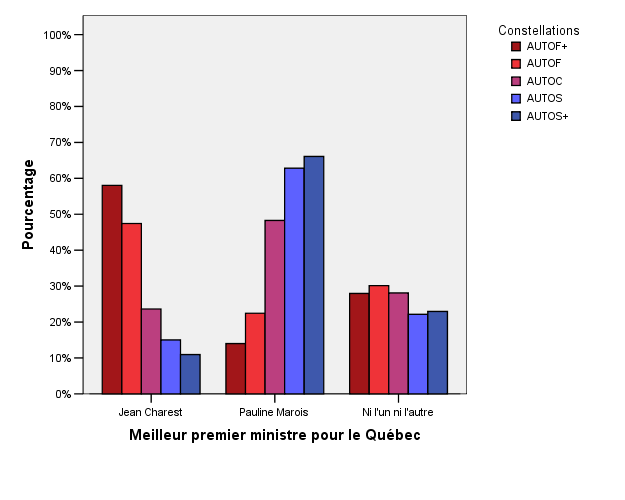 Constellations
AUTOF+
AUTOF
AUTOC
AUTOS
AUTOS+
Pourcentage
100%
90%
80%
70%
60%
50%
40%
30%
20%
10%
0%
Jean Charest
Pauline Marois
Ni l'un ni l'autre
Meilleur premier ministre pour le Québec